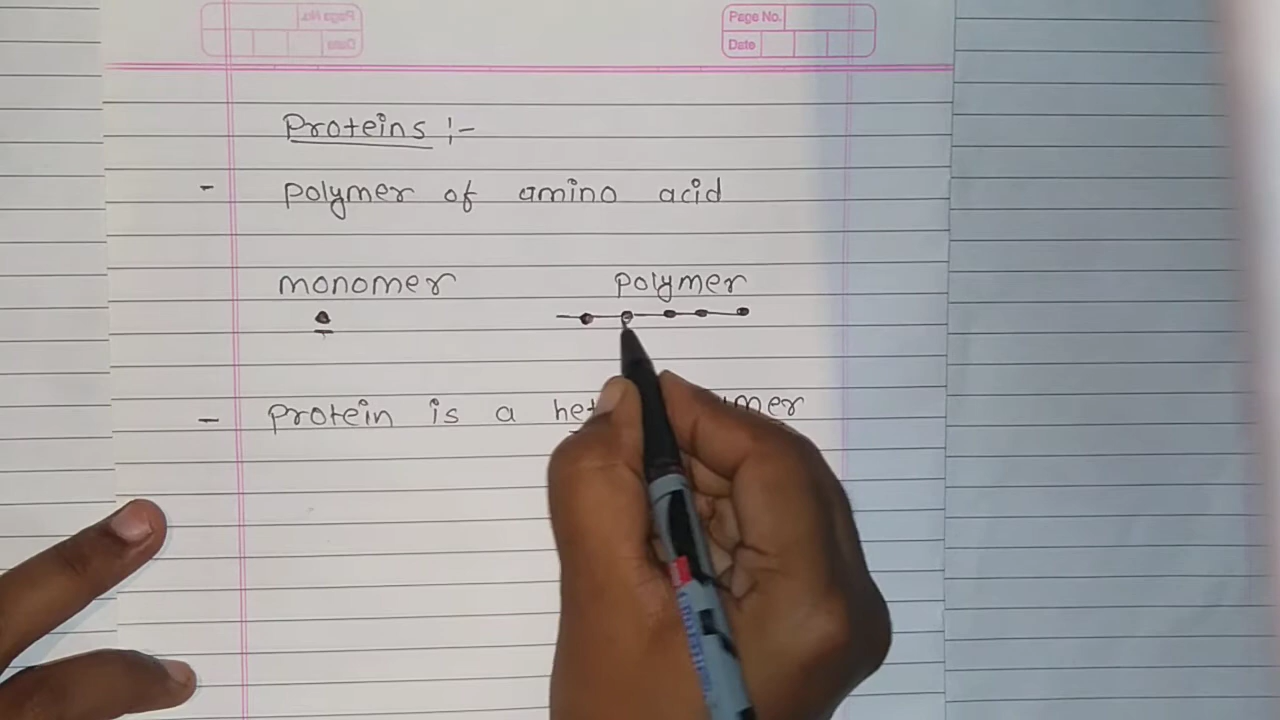 Page No.
Date
Proteins :-
- polymer of amino acid
monomer polymer
- protein is a